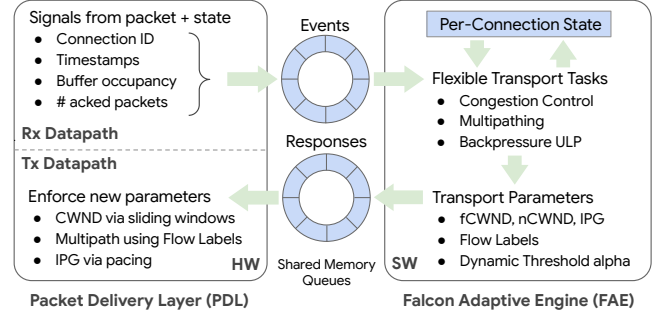 Signals from packet + state
● Connection ID
● Timestamps
● Buffer occupancy
● # acked packets
Rx Datapath
Tx Datapath
Enforce new parameters
● CWND via sliding windows
● Multipath using Flow Labels
● IPG via pacing
HW
Packet Delivery Layer (PDL)
Events
Responses
Shared Memory
Queues
Per-Connection State
Flexible Transport Tasks
● Congestion Control
● Multipathing
● Backpressure ULP
Transport Parameters
● fCWND, nCWND, IPG
● Flow Labels
● Dynamic Threshold alpha
SW
Falcon Adaptive Engine (FAE)